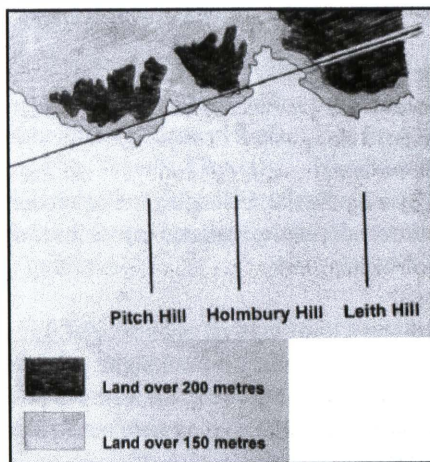 Pitch Hill Holmbury Hill Leith Hill
Land over 200 metres
Land over 150 metres